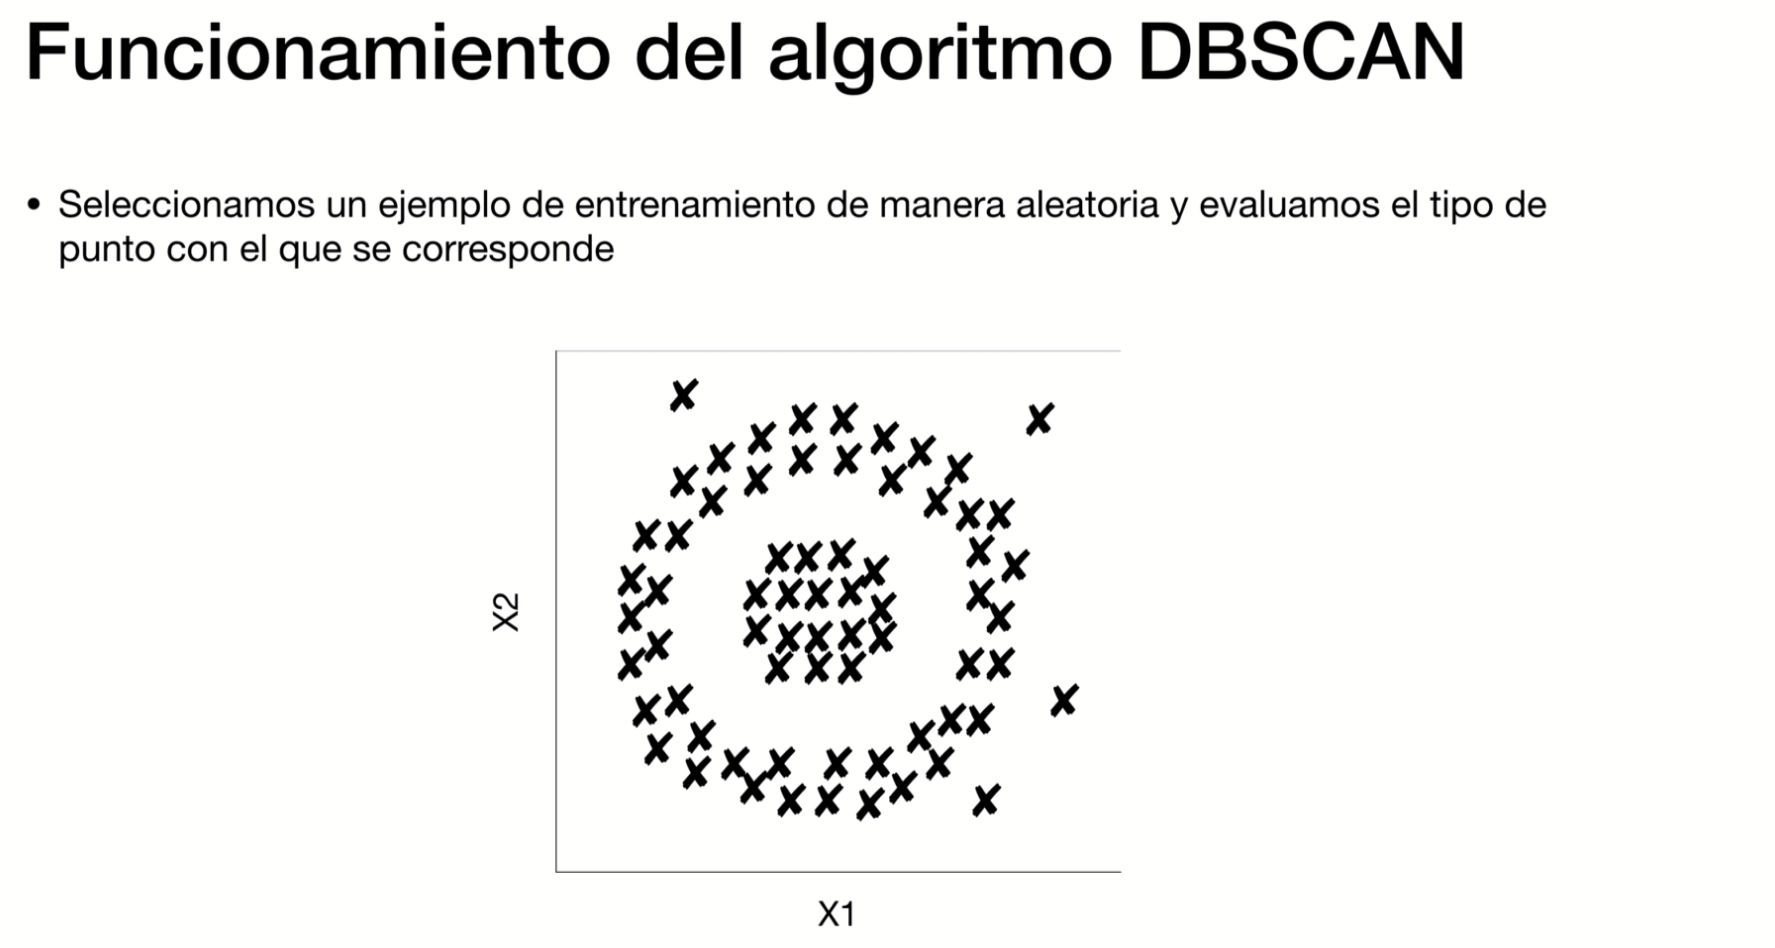 Funcionamiento del algoritmo DBSCAN
• Seleccionamos un ejemplo de entrenamiento de manera aleatoria y evaluamos el tipo de
punto con el que se corresponde
X2
X1